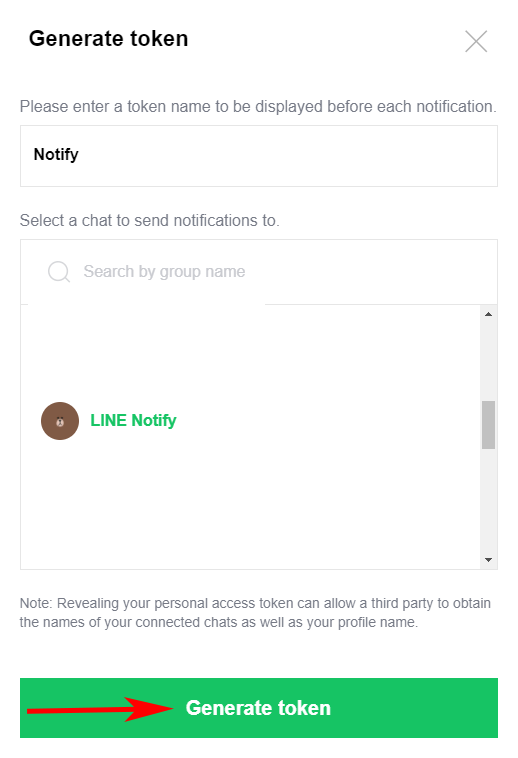 Generate token
Please enter a token name to be displayed before each notification.
Notify
Select a chat to send notifications to.
Search by group name
LINE Notify
Note: Revealing your personal access token can allow a third party to obtain
the names of your connected chats as well as your profile name.
Generate token